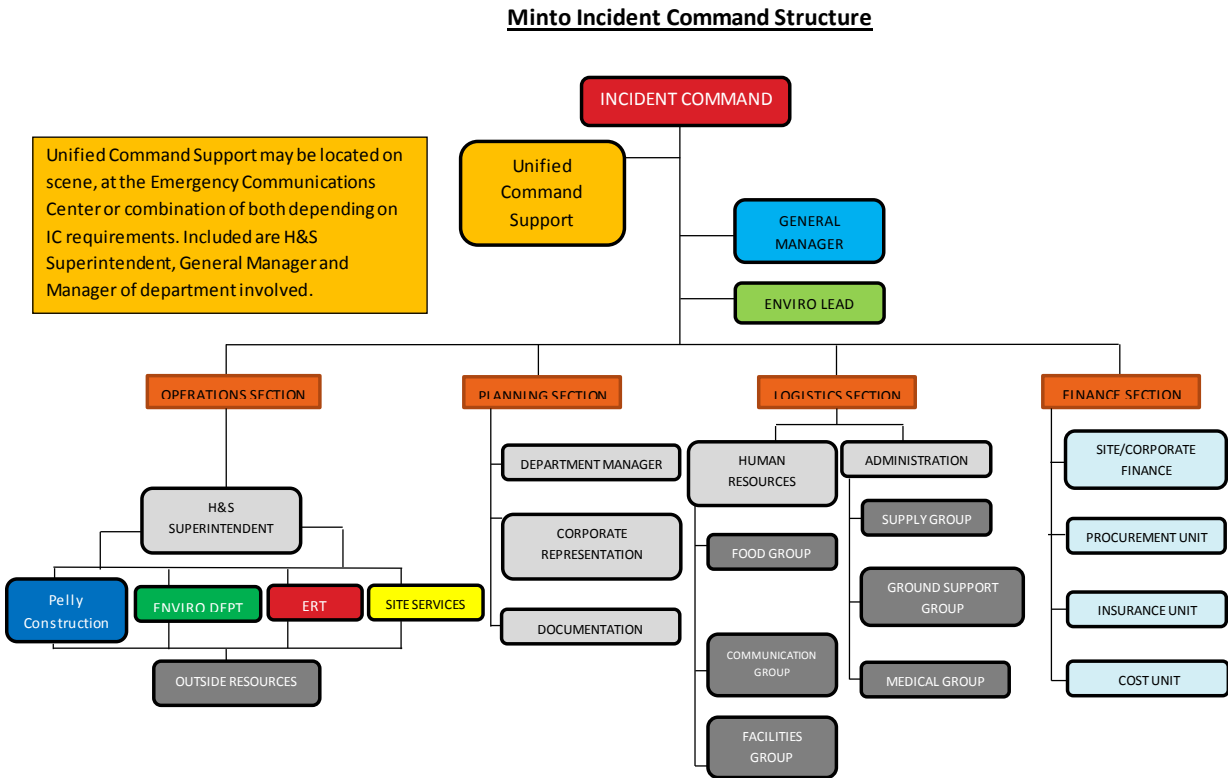 Minto Incident Command Structure
INCIDENT COMMAND
Unified Command Support may be located on
scene, at the Emergency Communications
Center or combination of both depending on
IC requirements. Included are H&S
Superintendent, General Manager and
Manager of department involved.
Unified
Command
Support
GENERAL
MANAGER
ENVIRO LEAD
OPERATIONS SECTION
PLANNING SECTION
LOGISTICS SECTION
FINANCE SECTION
H&S
SUPERINTENDENT
Pelly
Construction
ENVIRO DEPT
ERT
SITE SERVICES
OUTSIDE RESOURCES
DEPARTMENT MANAGER
CORPORATE
REPRESENTATION
DOCUMENTATION
HUMAN
RESOURCES
FOOD GROUP
COMMUNICATION
GROUP
FACILITIES
GROUP
ADMINISTRATION
SUPPLY GROUP
GROUND SUPPORT
GROUP
MEDICAL GROUP
SITE/CORPORATE
FINANCE
PROCUREMENT UNIT
INSURANCE UNIT
COST UNIT